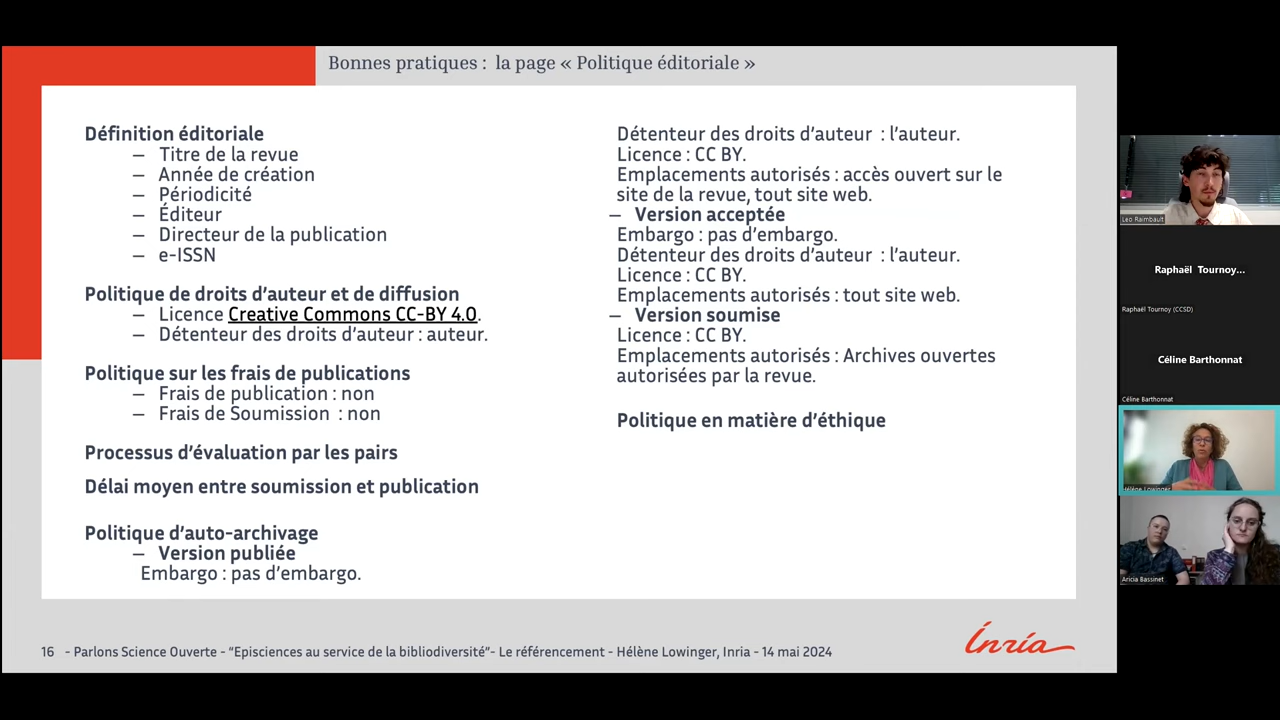 Bonnes pratiques : la page « Politique éditoriale »
Définition éditoriale
– Titre de la revue
– Année de création
– Périodicité
– Éditeur
– Directeur de la publication
– e-ISSN
Politique de droits d’auteur et de diffusion
– Licence Creative Commons CC-BY 4.0.
– Détenteur des droits d’auteur : auteur.
Politique sur les frais de publications
– Frais de publication : non
– Frais de Soumission : non
Processus d’évaluation par les pairs
Délai moyen entre soumission et publication
Politique d’auto-archivage
– Version publiée
Embargo : pas d’embargo.
Détenteur des droits d’auteur : l’auteur.
Licence : CC BY.
Emplacements autorisés : accès ouvert sur le
site de la revue, tout site web.
– Version acceptée
Embargo : pas d’embargo.
Détenteur des droits d’auteur : l’auteur.
Licence : CC BY.
Emplacements autorisés : tout site web.
– Version soumise
Licence : CC BY.
Emplacements autorisés : Archives ouvertes
autorisées par la revue.
Politique en matière d’éthique
16 - Parlons Science Ouverte - “Episciences au service de la bibliodiversité”- Le référencement - Hélène Lowinger, Inria - 14 mai 2024
Inria
Leo Raimbault
Raphaël Tournoy...
Raphaël Tournoy (CCSD)
Céline Barthonnat
Céline Barthonnat
Hélène Lowinger
Aricia Bassinet